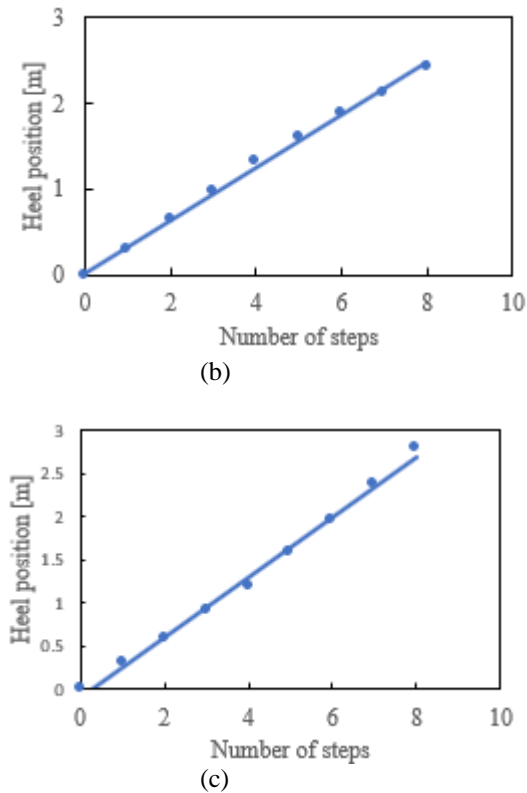 3
2
1
0
Heel position [m]
0 2 4 6 8 10
Number of steps
(b)
3
2.5
2
1.5
1
0.5
0
Heel position [m]
0 2 4 6 8 10
Number of steps
(c)